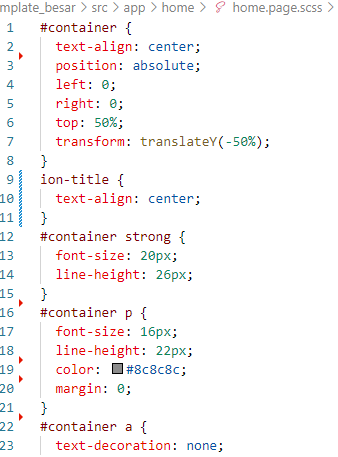 mplate_besar > src > app > home > home.page.scss >
1 #container {
2 text-align: center;
3 position: absolute;
4 left: 0;
5 right: 0;
6 top: 50%;
7 transform: translateY(-50%);
8 }
9 ion-title {
10 text-align: center;
11 }
12 #container strong {
13 font-size: 20px;
14 line-height: 26px;
15 }
16 #container p {
17 font-size: 16px;
18 line-height: 22px;
19 color: #8c8c8c;
20 margin: 0;
21 }
22 #container a {
23 text-decoration: none;